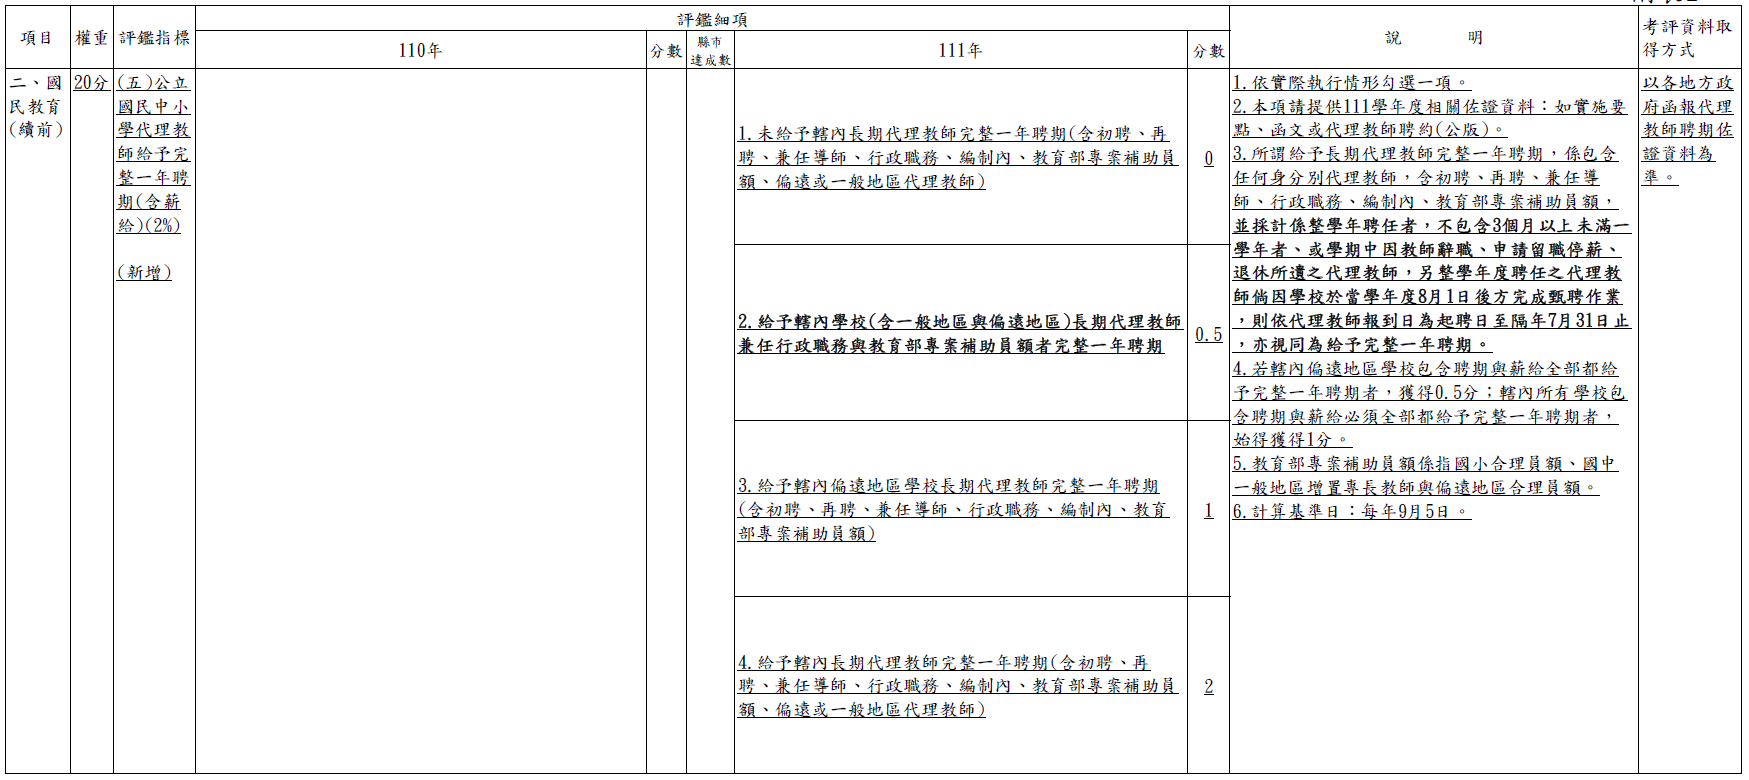 項目
權重
評鑑指標
評鑑細項
110年
分數
縣市
達成數
111年
分數
說 明
考評資料取
得方式
二、國
民教育
(續前)
20分
(五)公立
國民中小
學代理教
師給予完
整一年聘
期(含薪
給)(2%)
(新增)
1.未給予轄內長期代理教師完整一年聘期(含初聘、再
聘、兼任導師、行政職務、編制內、教育部專案補助員
額、偏遠或一般地區代理教師)
0
2.給予轄內學校(含一般地區與偏遠地區)長期代理教師
兼任行政職務與教育部專案補助員額者完整一年聘期
0.5
3.給予轄內偏遠地區學校長期代理教師完整一年聘期
(含初聘、再聘、兼任導師、行政職務、編制內、教育
部專案補助員額)
1
4.給予轄內長期代理教師完整一年聘期(含初聘、再
聘、兼任導師、行政職務、編制內、教育部專案補助員
額、偏遠或一般地區代理教師)
2
1.依實際執行情形勾選一項。
2.本項請提供111學年度相關佐證資料：如實施要
點、函文或代理教師聘約(公版)。
3.所謂給予長期代理教師完整一年聘期，係包含
任何身分別代理教師，含初聘、再聘、兼任導
師、行政職務、編制內、教育部專案補助員額，
並採計係整學年聘任者，不包含3個月以上未滿一
學年者、或學期中因教師辭職、申請留職停薪、
退休所遺之代理教師，另整學年度聘任之代理教
師倘因學校於當學年度8月1日後方完成甄聘作業
，則依代理教師報到日為起聘日至隔年7月31日止
，亦視同為給予完整一年聘期。
4.若轄內偏遠地區學校包含聘期與薪給全部都給
予完整一年聘期者，獲得0.5分；轄內所有學校包
含聘期與薪給必須全部都給予完整一年聘期者，
始得獲得1分。
5.教育部專案補助員額係指國小合理員額、國中
一般地區增置專長教師與偏遠地區合理員額。
6.計算基準日：每年9月5日。
以各地方政
府函報代理
教師聘期佐
證資料為
準。